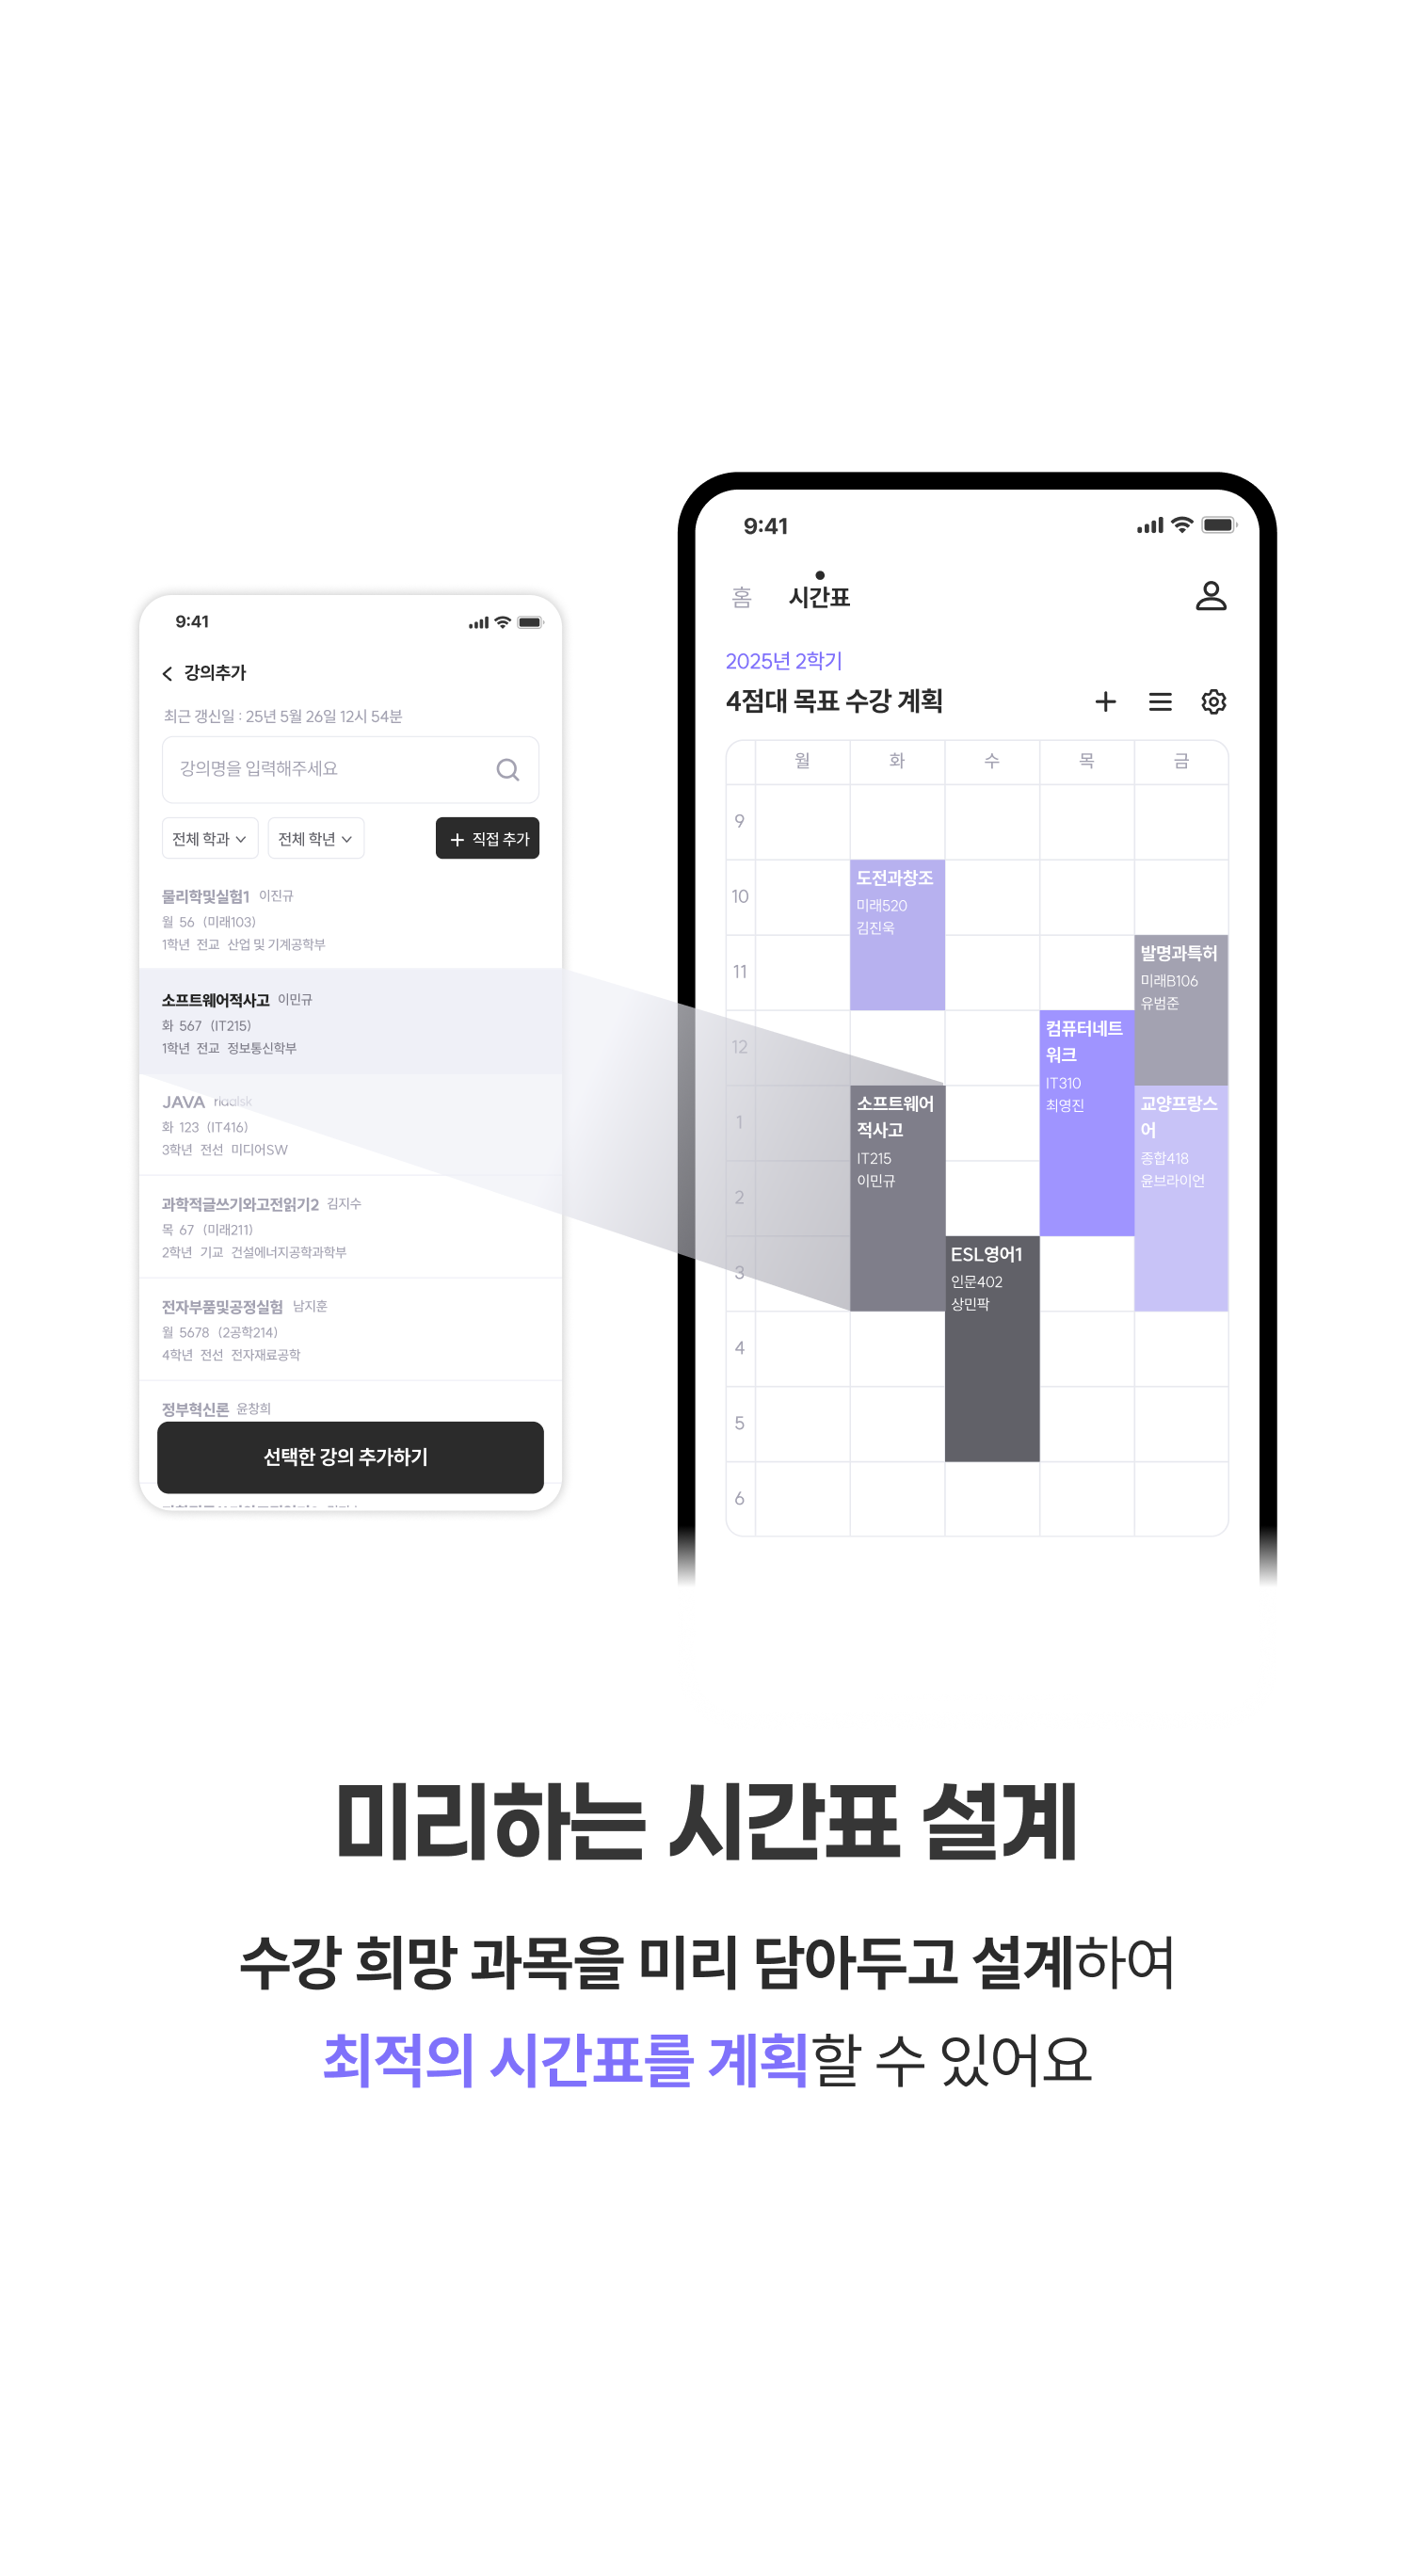 9:41
강의추가
최근 갱신일 : 25년 5월 26일 12시 54분
강의명을 입력해주세요
전체 학과
전체 학년
직접 추가
물리학및실험1 이진규
월 56 (미래103)
1학년 전교 산업 및 기계공학부
소프트웨어적사고 이민규
화 567 (IT215)
1학년 전교 정보통신학부
JAVA
화 123 (IT416)
3학년 전선 미디어SW
과학적글쓰기와고전읽기2 김지수
목 67 (미래211)
2학년 기교 건설에너지공학과학부
전자부품및공정실험 남지훈
월 5678 (2공학214)
4학년 전선 전자재료공학
정부혁신론 윤창희
선택한 강의 추가하기
9:41
홈 시간표
2025년 2학기
4점대 목표 수강 계획
월 화 수 목 금
9
10
11
12
1
2
3
4
5
6
도전과창조
미래520
김진욱
소프트웨어
적사고
IT215
이민규
ESL영어1
인문402
상민팍
컴퓨터네트
워크
IT310
최영진
발명과특허
미래B106
유범준
교양프랑스
어
종합418
윤브라이언
미리하는 시간표 설계
수강 희망 과목을 미리 담아두고 설계하여
최적의 시간표를 계획할 수 있어요